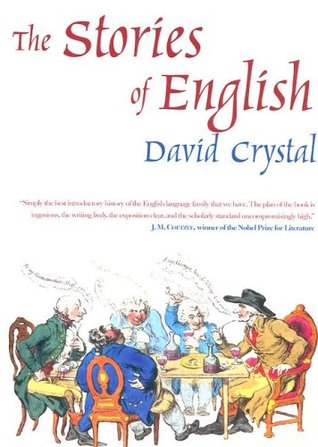 The Stories
of English
David Crystal
"Simply the best introductory history of the English language family that we have. The plan of the book is
ingenious, the writing lively, the exposition clear, and the scholarly standard uncompromisingly high."
J. M. COETZEE, winner of the Nobel Prize for Literature